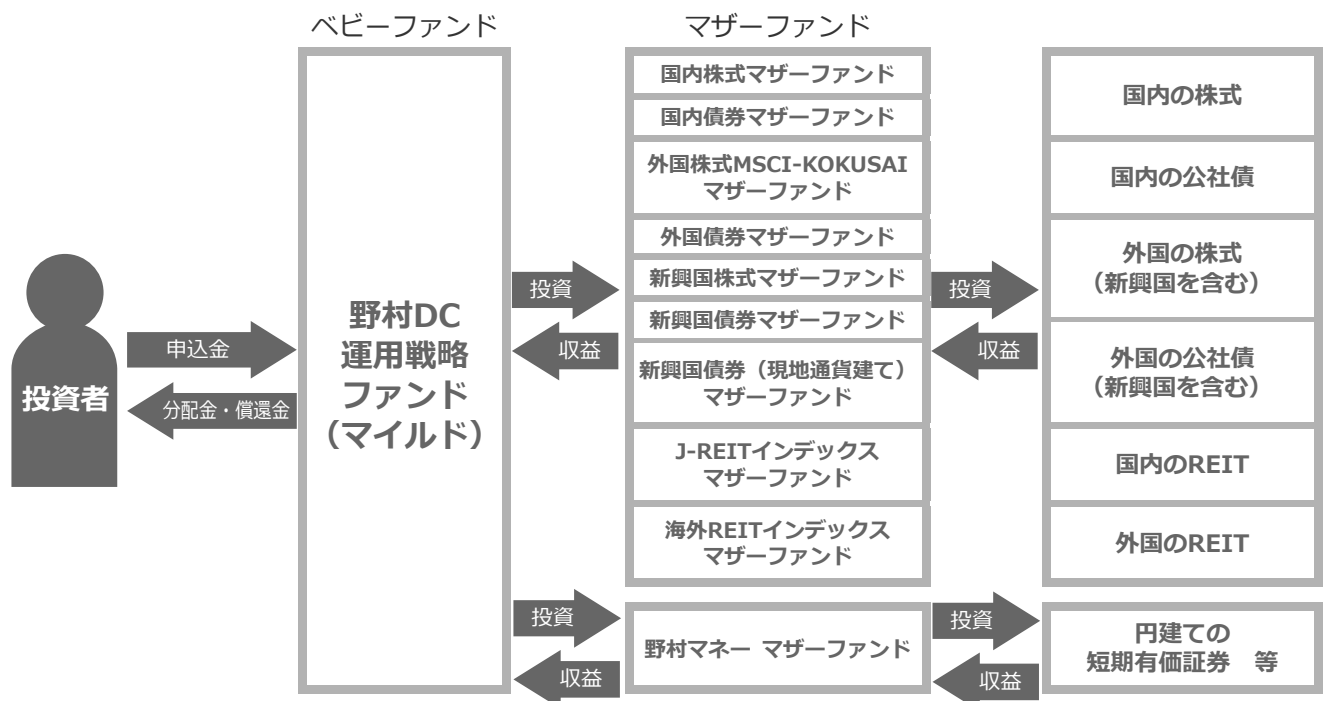 ベビーファンド
マザーファンド
投資者
申込金
分配金・償還金
野村DC
運用戦略
ファンド
（マイルド）
投資
収益
投資
収益
国内株式マザーファンド
国内債券マザーファンド
外国株式MSCI-KOKUSAI
マザーファンド
外国債券マザーファンド
新興国株式マザーファンド
新興国債券マザーファンド
新興国債券（現地通貨建て）
マザーファンド
J-REITインデックス
マザーファンド
海外REITインデックス
マザーファンド
野村マネー マザーファンド
投資
収益
投資
収益
国内の株式
国内の公社債
外国の株式
（新興国を含む）
外国の公社債
（新興国を含む）
国内のREIT
外国のREIT
円建ての
短期有価証券　等